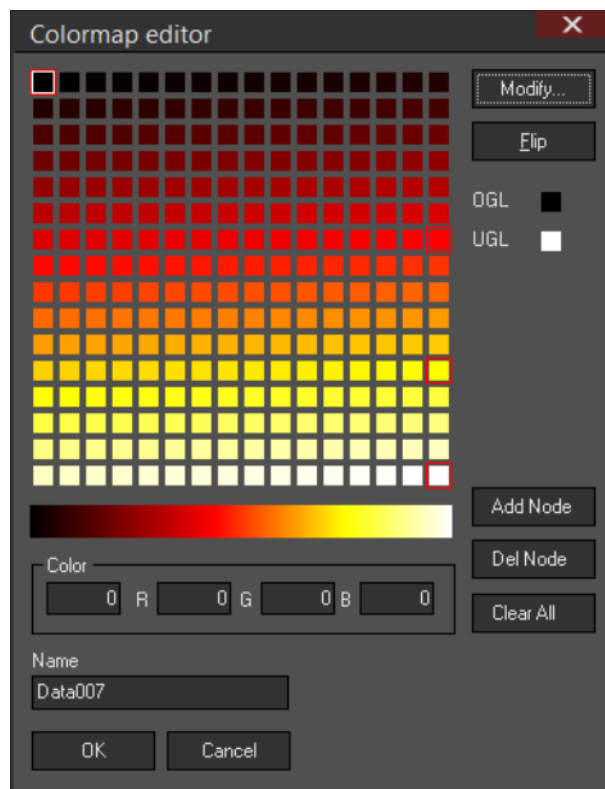 Colormap editor
Modify...
Flip
OGL
UGL
Add Node
Del Node
Clear All
Color
0 R 0 G 0 B 0
Name
Data007
OK Cancel